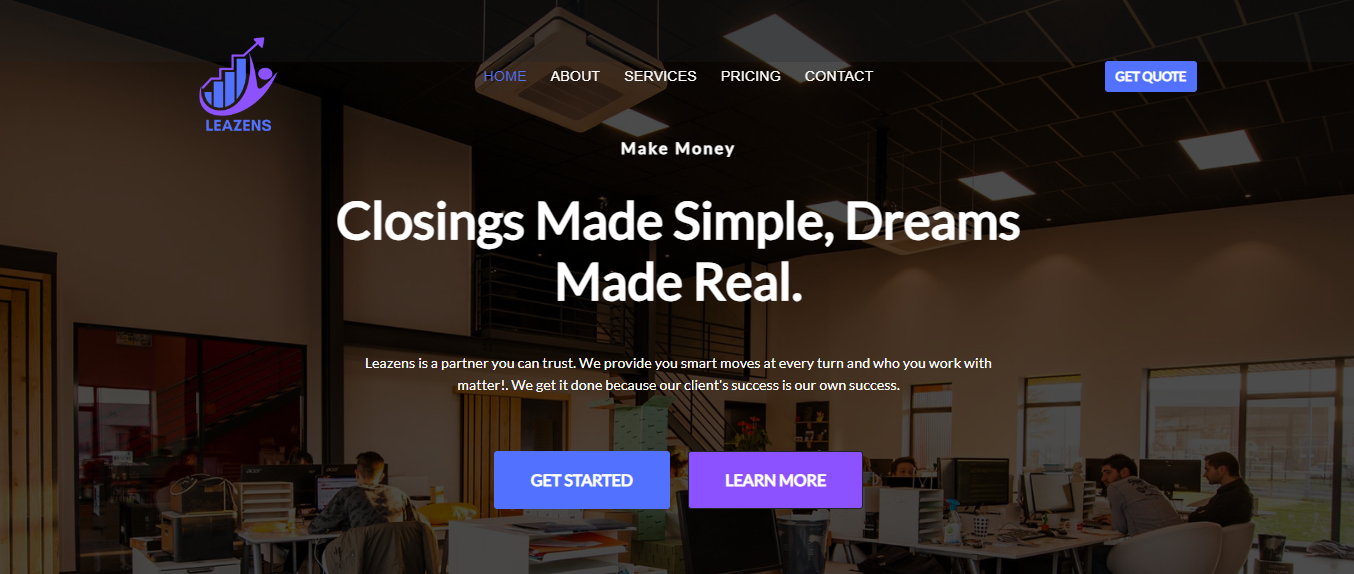 HOME ABOUT SERVICES PRICING CONTACT GET QUOTE
LEAZENS
Make Money
Closings Made Simple, Dreams
Made Real.
Leazens is a partner you can trust. We provide you smart moves at every turn and who you work with
matter!. We get it done because our client's success is our own success.
GET STARTED LEARN MORE